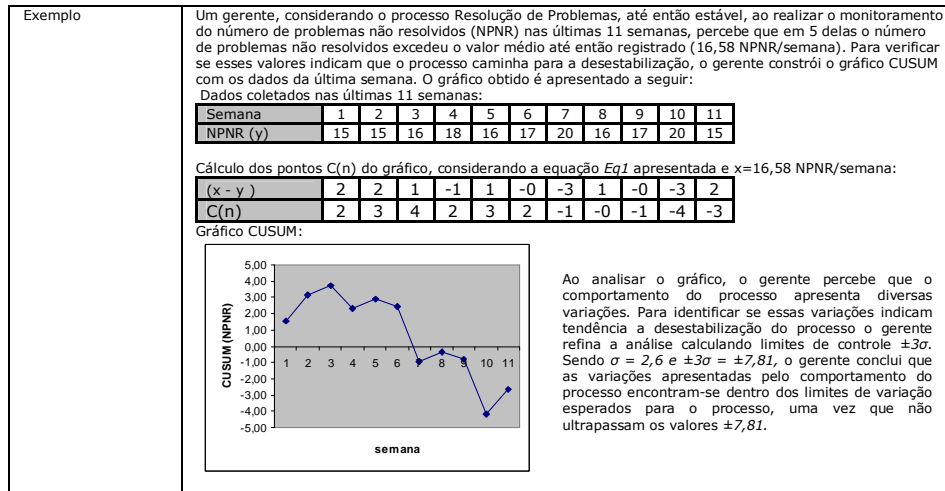 Exemplo
Um gerente, considerando o processo Resolução de Problemas, até então estável, ao realizar o monitoramento
do número de problemas não resolvidos (NPNR) nas últimas 11 semanas, percebe que em 5 delas o número
de problemas não resolvidos excedeu o valor médio até então registrado (16,58 NPNR/semana). Para verificar
se esses valores indicam que o processo caminha para a desestabilização, o gerente constrói o gráfico CUSUM
com os dados da última semana. O gráfico obtido é apresentado a seguir:
Dados coletados nas últimas 11 semanas:
Semana 1 2 3 4 5 6 7 8 9 10 11
NPNR (y) 15 15 16 18 16 17 20 16 17 20 15
Cálculo dos pontos C(n) do gráfico, considerando a equação Eq1 apresentada e x=16,58 NPNR/semana:
(x - y ) 2 2 1 -1 1 -0 -3 1 -0 -3 2
C(n) 2 3 4 2 3 2 -1 -0 -1 -4 -3
Gráfico CUSUM:
CUSUM (NPNR)
5,00
4,00
3,00
2,00
1,00
0,00
-1,00
-2,00
-3,00
-4,00
-5,00
1 2 3 4 5 6 7 8 9 10 11
semana
Ao analisar o gráfico, o gerente percebe que o
comportamento do processo apresenta diversas
variações. Para identificar se essas variações indicam
tendência a desestabilização do processo o gerente
refina a análise calculando limites de controle ±3σ.
Sendo σ = 2,6 e ±3σ = ±7,81, o gerente conclui que
as variações apresentadas pelo comportamento do
processo encontram-se dentro dos limites de variação
esperados para o processo, uma vez que não
ultrapassam os valores ±7,81.